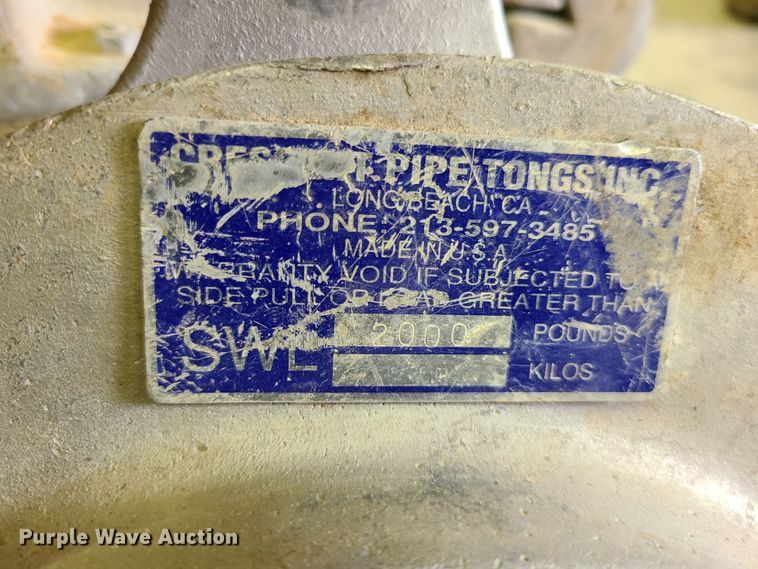 PIPE TONGS INC
LONG BEACH, CA
PHONE: 213-597-3485
MADE IN U.S.A
WARRANTY VOID IF SUBJECTED TO A
SIDE PULL OR LOAD GREATER THAN
SWL 2000 POUNDS
KILOS
Purple Wave Auction